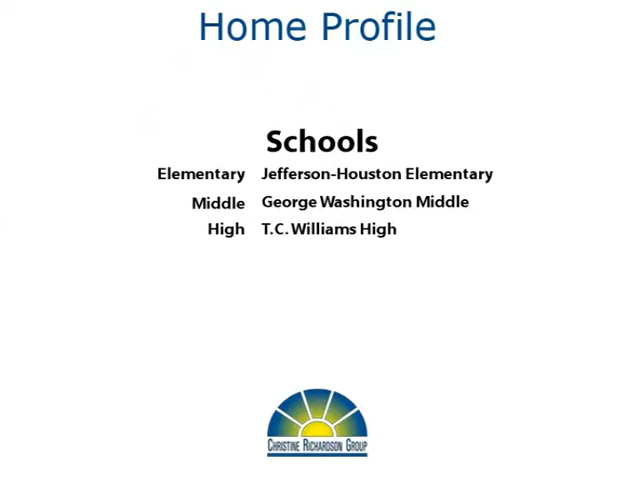 Home Profile
Schools
Elementary Jefferson-Houston Elementary
Middle George Washington Middle
High T.C. Williams High
CHRISTINE RICHARDSON GROUP